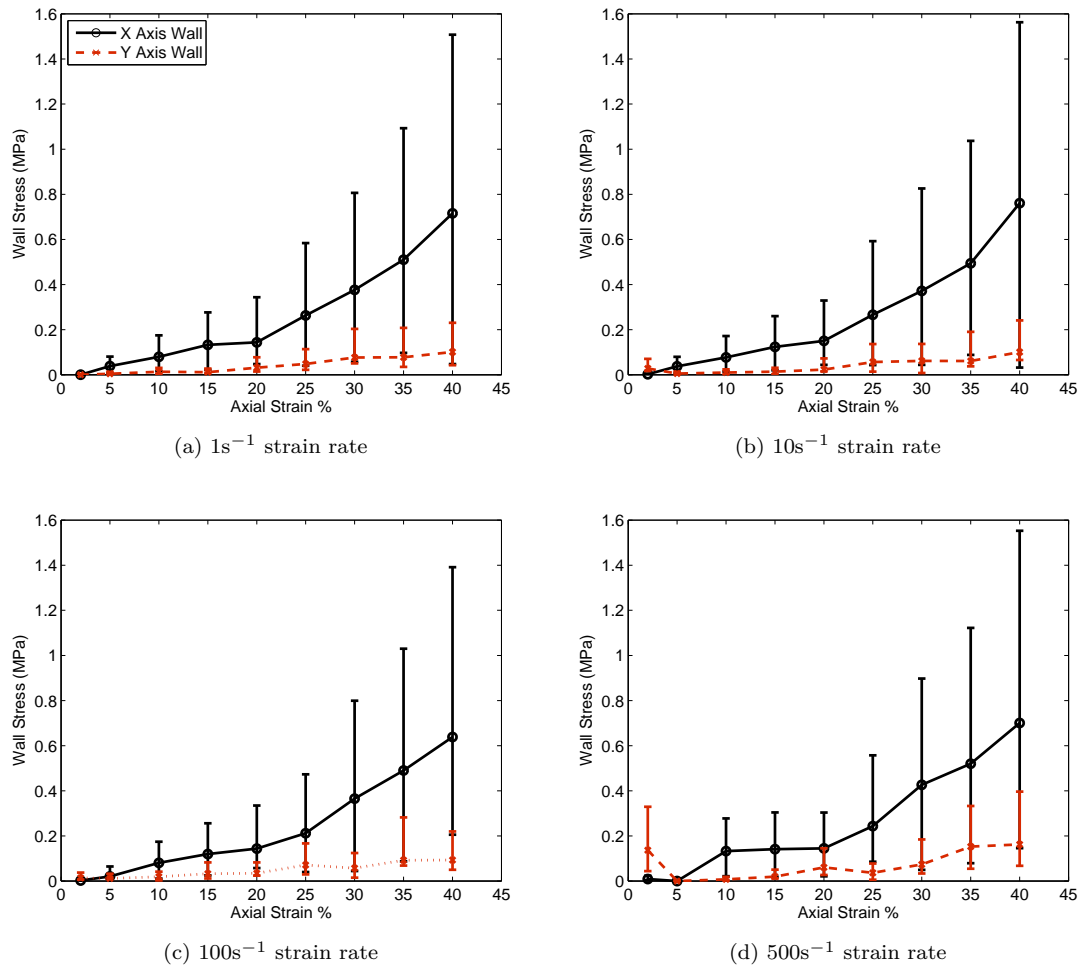 1.6
1.4
1.2
1
0.8
0.6
0.4
0.2
0
Wall Stress (MPa)
X Axis Wall
Y Axis Wall
0 5 10 15 20 25 30 35 40 45
Axial Strain %
(a) 1s⁻¹ strain rate
1.6
1.4
1.2
1
0.8
0.6
0.4
0.2
0
Wall Stress (MPa)
0 5 10 15 20 25 30 35 40 45
Axial Strain %
(b) 10s⁻¹ strain rate
1.6
1.4
1.2
1
0.8
0.6
0.4
0.2
0
Wall Stress (MPa)
0 5 10 15 20 25 30 35 40 45
Axial Strain %
(c) 100s⁻¹ strain rate
1.6
1.4
1.2
1
0.8
0.6
0.4
0.2
0
Wall Stress (MPa)
0 5 10 15 20 25 30 35 40 45
Axial Strain %
(d) 500s⁻¹ strain rate